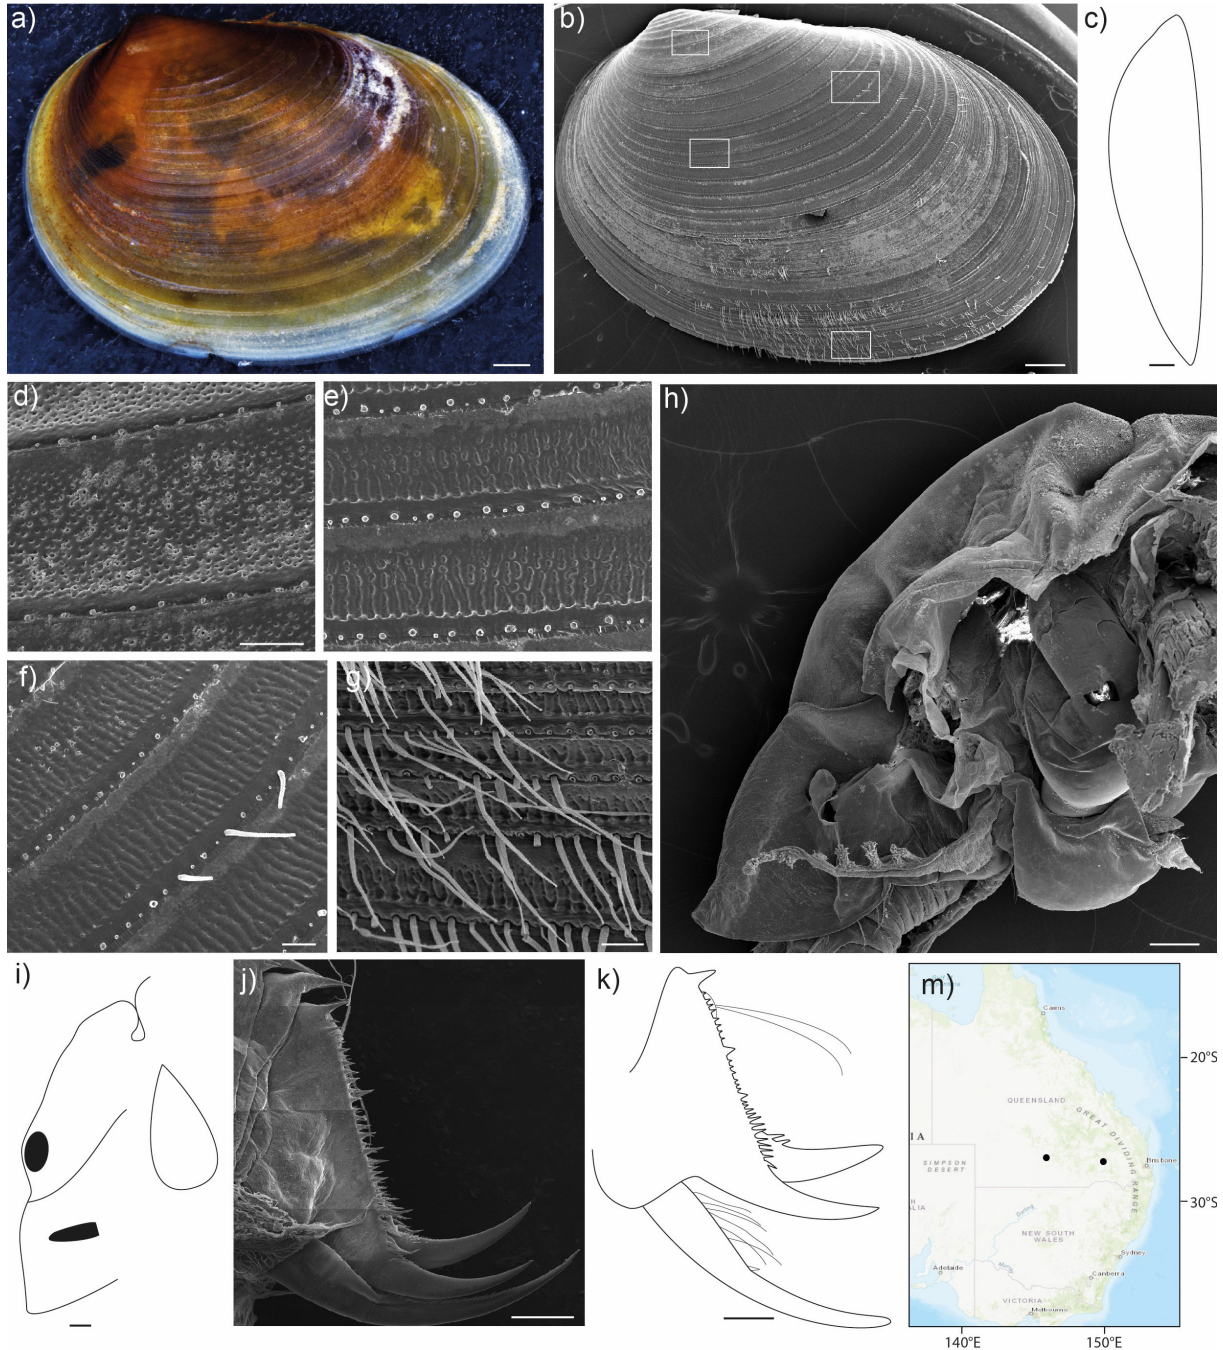 a)
b)
c)
d)
e)
f)
g)
h)
i)
j)
k)
m)
Cairns
20°S
QUEENSLAND
GREAT DIVIDING RANGE
I A
SIMPSON
DESERT
Brisbane
30°S
Darling
NEW SOUTH
WALES
Sydney
Adelaide
Canberra
VICTORIA
Melbourne
140°E
150°E